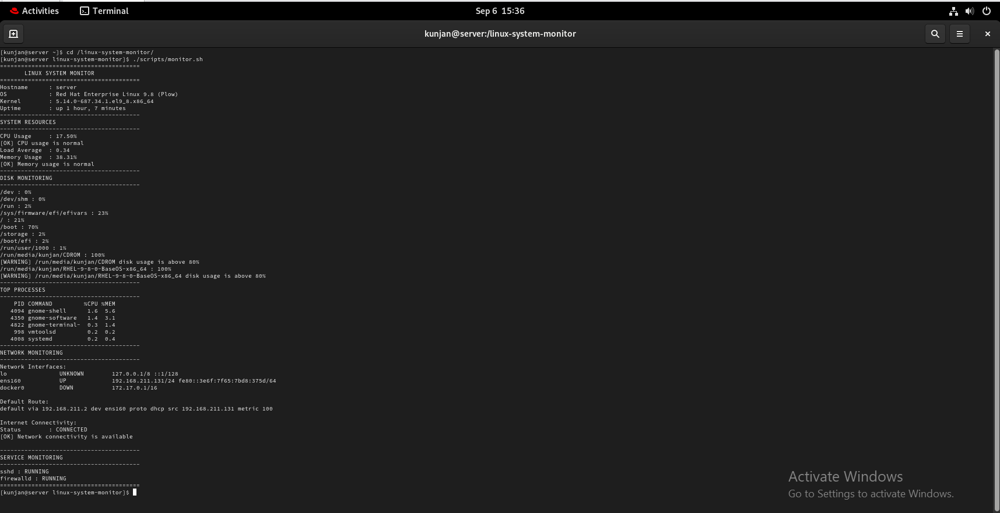 Activities Terminal Sep 6 15:36
kunjan@server:/linux-system-monitor
[kunjan@server ~]$ cd /linux-system-monitor/
[kunjan@server linux-system-monitor]$ ./scripts/monitor.sh
========================================
       LINUX SYSTEM MONITOR
========================================
Hostname      : server
OS            : Red Hat Enterprise Linux 9.8 (Plow)
Kernel        : 5.14.0-687.34.1.el9_8.x86_64
Uptime        : up 1 hour, 7 minutes
----------------------------------------
SYSTEM RESOURCES
----------------------------------------
CPU Usage     : 17.50%
[OK] CPU usage is normal
Load Average  : 0.34
Memory Usage  : 38.31%
[OK] Memory usage is normal
----------------------------------------
DISK MONITORING
----------------------------------------
/dev : 0%
/dev/shm : 0%
/run : 2%
/sys/firmware/efi/efivars : 23%
/ : 21%
/boot : 70%
/storage : 2%
/boot/efi : 2%
/run/user/1000 : 1%
/run/media/kunjan/CDROM : 100%
[WARNING] /run/media/kunjan/CDROM disk usage is above 80%
/run/media/kunjan/RHEL-9-8-0-BaseOS-x86_64 : 100%
[WARNING] /run/media/kunjan/RHEL-9-8-0-BaseOS-x86_64 disk usage is above 80%
----------------------------------------
TOP PROCESSES
----------------------------------------
    PID COMMAND         %CPU %MEM
   4094 gnome-shell      1.6  5.6
   4350 gnome-software   1.4  3.1
   4822 gnome-terminal-  0.3  1.4
    998 vmtoolsd         0.2  0.2
   4008 systemd          0.2  0.4
----------------------------------------
NETWORK MONITORING
----------------------------------------
Network Interfaces:
lo               UNKNOWN        127.0.0.1/8 ::1/128
ens160           UP             192.168.211.131/24 fe80::3e6f:7f65:7bd8:375d/64
docker0          DOWN           172.17.0.1/16
Default Route:
default via 192.168.211.2 dev ens160 proto dhcp src 192.168.211.131 metric 100
Internet Connectivity:
Status        : CONNECTED
[OK] Network connectivity is available
----------------------------------------
SERVICE MONITORING
----------------------------------------
sshd : RUNNING
firewalld : RUNNING
========================================
[kunjan@server linux-system-monitor]$
Activate Windows
Go to Settings to activate Windows.